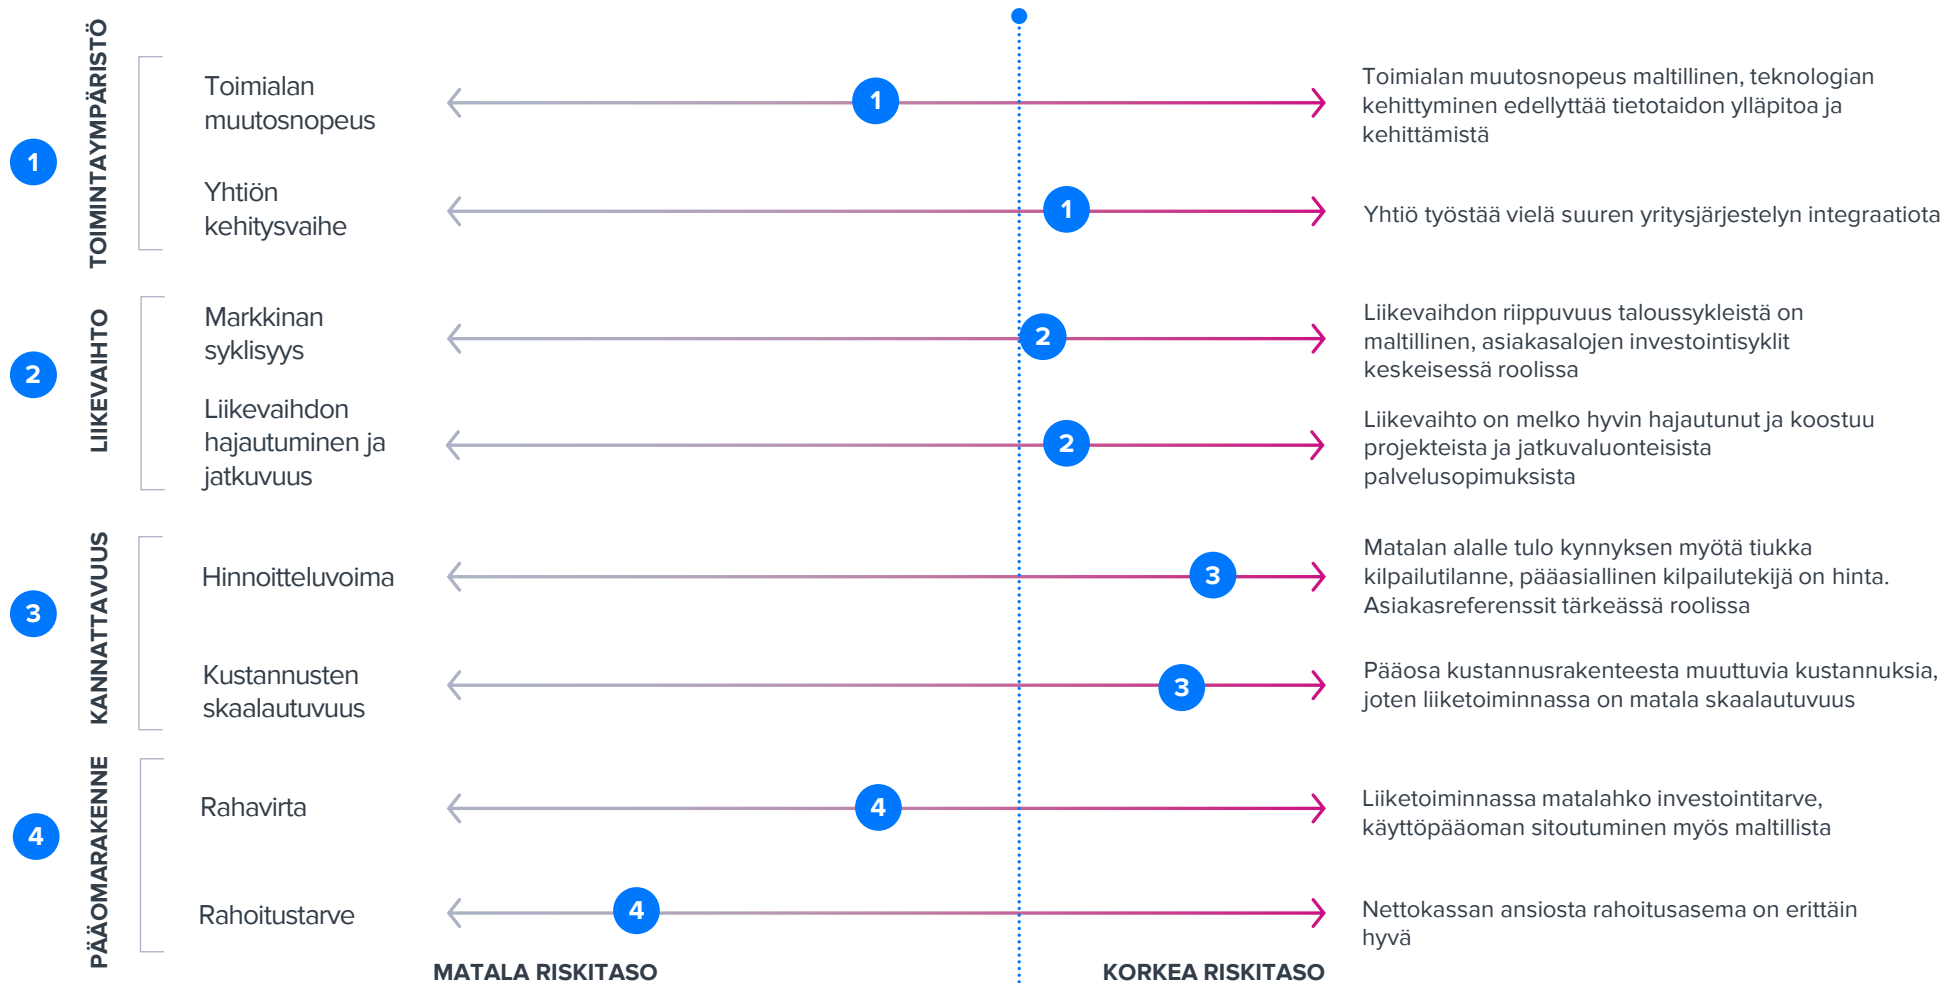 1
TOIMINTAYMPÄRISTÖ
Toimialan
muutosnopeus
1
Toimialan muutosnopeus maltillinen, teknologian
kehittyminen edellyttää tietotaidon ylläpitoa ja
kehittämistä
Yhtiön
kehitysvaihe
1
Yhtiö työstää vielä suuren yritysjärjestelyn integraatiota
2
LIIKEVAIHTO
Markkinan
syklisyys
2
Liikevaihdon riippuvuus taloussykleistä on
maltillinen, asiakasalojen investointisyklit
keskeisessä roolissa
Liikevaihdon
hajautuminen ja
jatkuvuus
2
Liikevaihto on melko hyvin hajautunut ja koostuu
projekteista ja jatkuvaluonteisista
palvelusopimuksista
3
KANNATTAVUUS
Hinnoitteluvoima
3
Matalan alalle tulo kynnyksen myötä tiukka
kilpailutilanne, pääasiallinen kilpailutekijä on hinta.
Asiakasreferenssit tärkeässä roolissa
Kustannusten
skaalautuvuus
3
Pääosa kustannusrakenteesta muuttuvia kustannuksia,
joten liiketoiminnassa on matala skaalautuvuus
4
PÄÄOMARAKENNE
Rahavirta
4
Liiketoiminnassa matalahko investointitarve,
käyttöpääoman sitoutuminen myös maltillista
Rahoitustarve
4
Nettokassan ansiosta rahoitusasema on erittäin
hyvä
MATALA RISKITASO
KORKEA RISKITASO